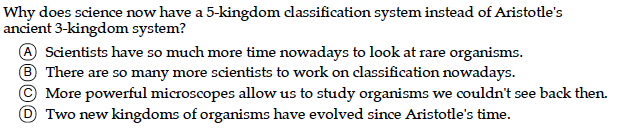 Why does science now have a 5-kingdom classification system instead of Aristotle's
ancient 3-kingdom system?
A Scientists have so much more time nowadays to look at rare organisms.
B There are so many more scientists to work on classification nowadays.
C More powerful microscopes allow us to study organisms we couldn't see back then.
D Two new kingdoms of organisms have evolved since Aristotle's time.